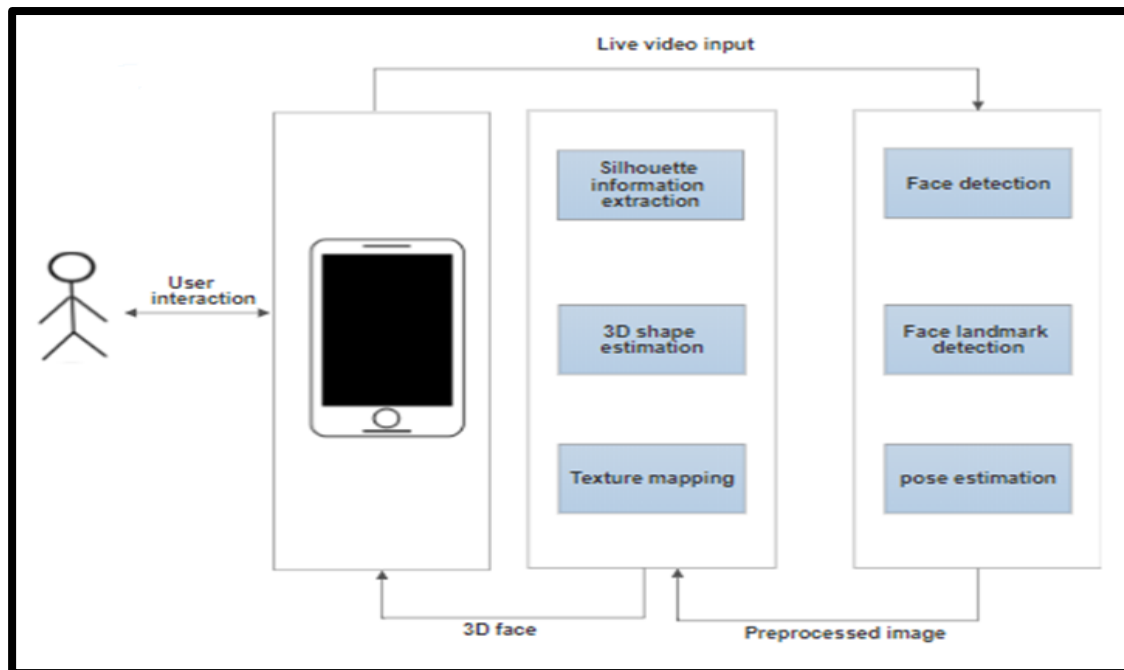 Live video input
Silhouette
information
extraction
Face detection
User
interaction
3D shape
estimation
Face landmark
detection
Texture mapping
pose estimation
3D face
Preprocessed image